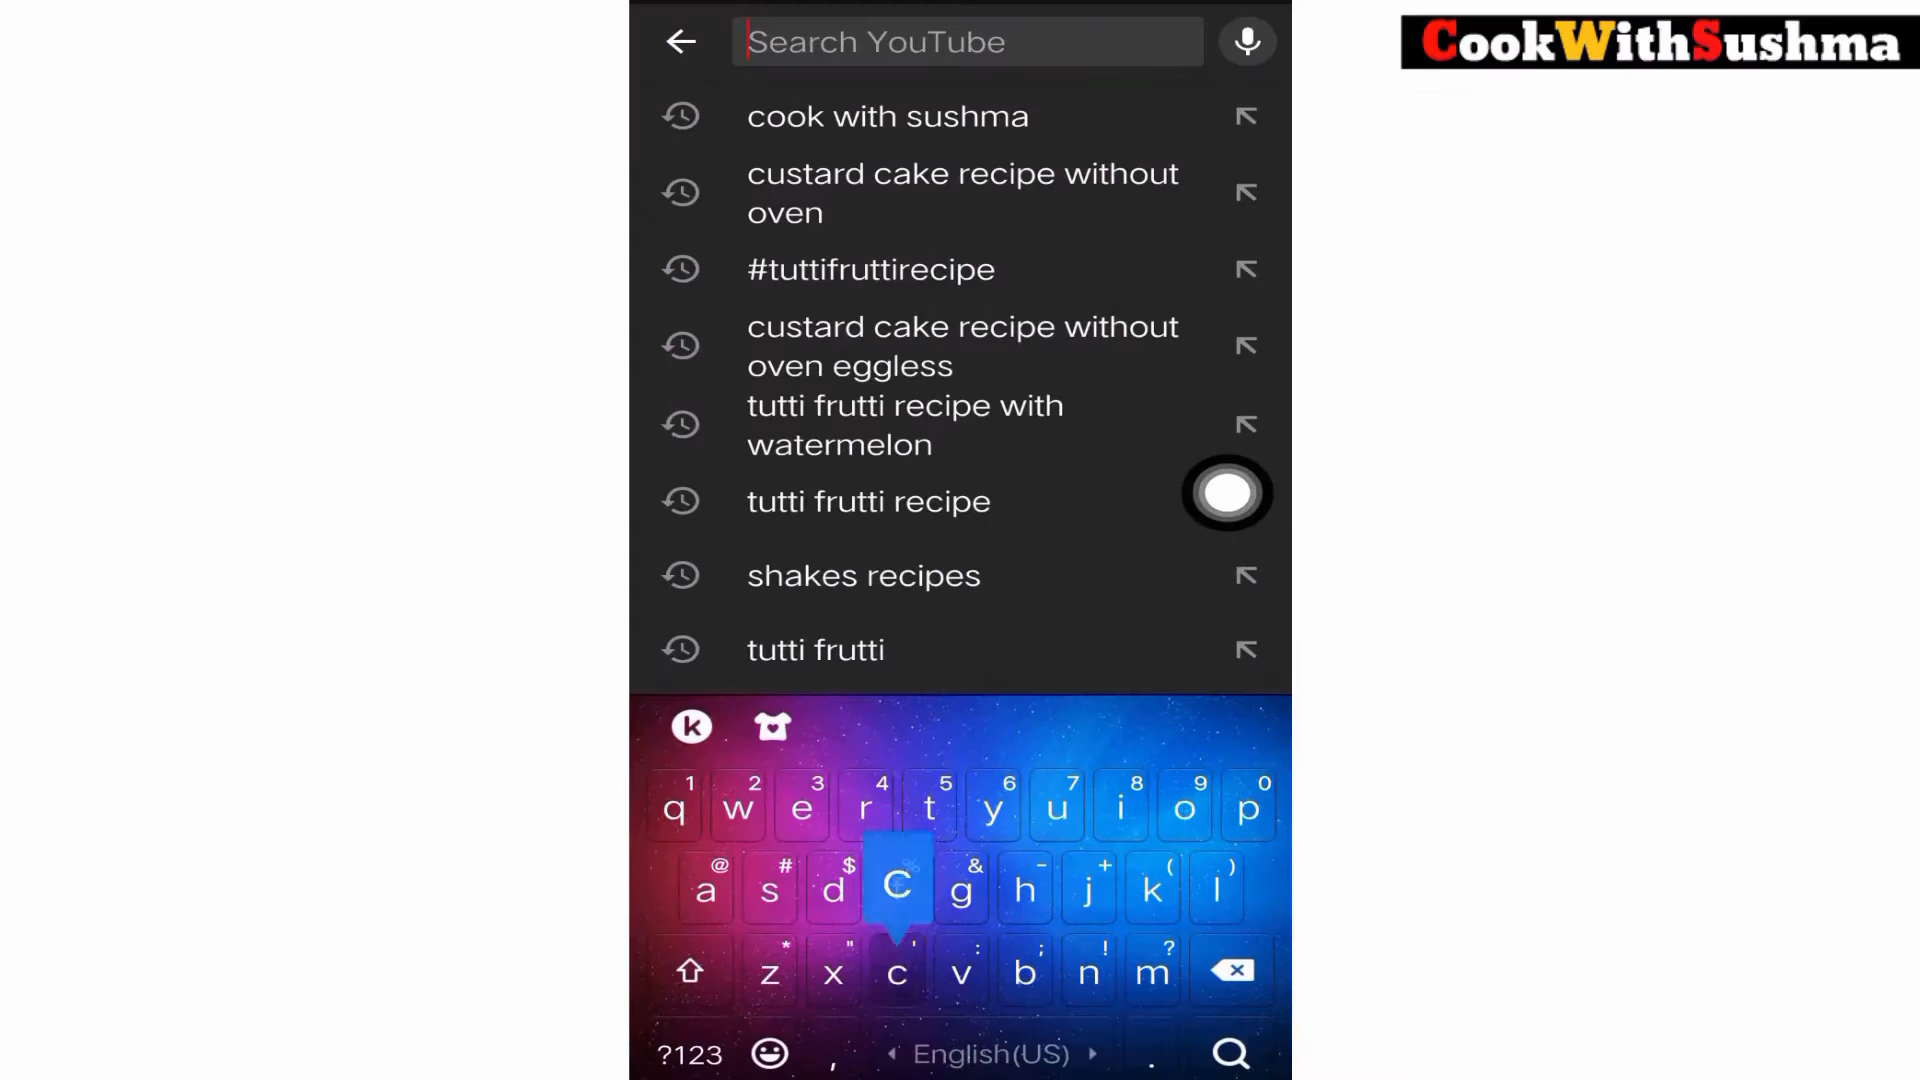 Search YouTube
CookWithSushma
cook with sushma
custard cake recipe without
oven
#tuttifruttirecipe
custard cake recipe without
oven eggless
tutti frutti recipe with
watermelon
tutti frutti recipe
shakes recipes
tutti frutti
k
1 2 3 4 5 6 7 8 9 0
q w e r t y u i o p
@ # $ % & - + ( )
a s d C g h j k l
* " ' : ; ! ?
z x c v b n m
?123 , English(US) .